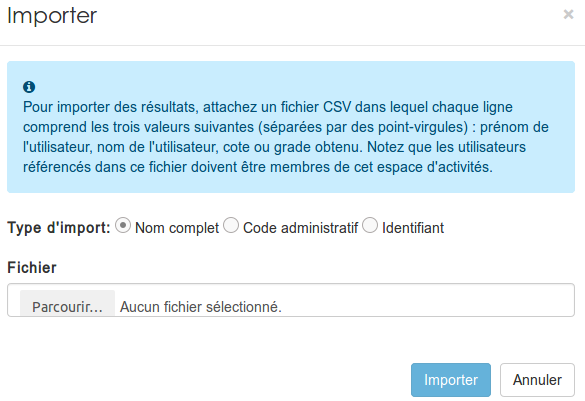 Importer
×
Pour importer des résultats, attachez un fichier CSV dans lequel chaque ligne
comprend les trois valeurs suivantes (séparées par des point-virgules) : prénom de
l'utilisateur, nom de l'utilisateur, cote ou grade obtenu. Notez que les utilisateurs
référencés dans ce fichier doivent être membres de cet espace d'activités.
Type d'import: Nom complet Code administratif Identifiant
Fichier
Parcourir... Aucun fichier sélectionné.
Importer Annuler